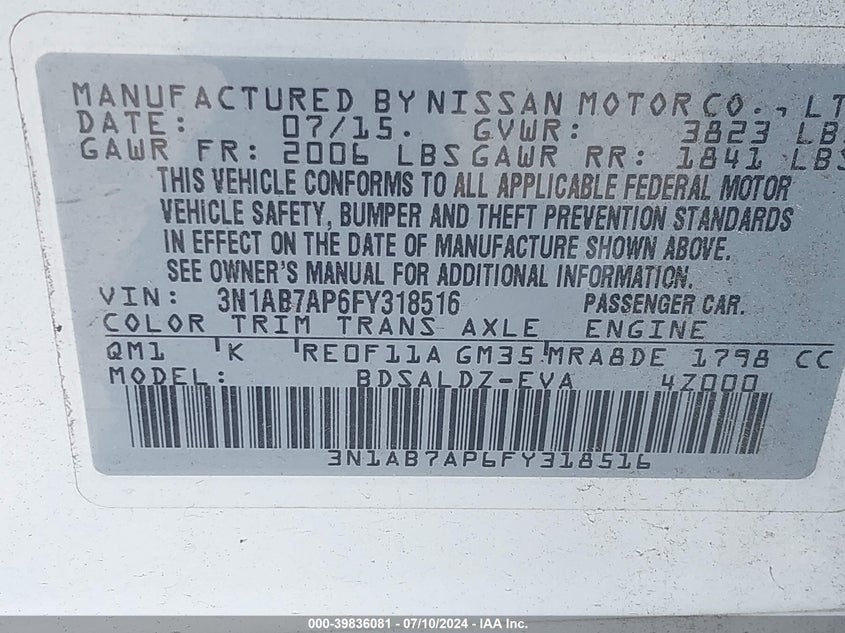 MANUFACTURED BY NISSAN MOTOR CO., LT
DATE: 07/15. GVWR: 3823 LB
GAWR FR: 2006 LBS GAWR RR: 1841 LBS
THIS VEHICLE CONFORMS TO ALL APPLICABLE FEDERAL MOTOR
VEHICLE SAFETY, BUMPER AND THEFT PREVENTION STANDARDS
IN EFFECT ON THE DATE OF MANUFACTURE SHOWN ABOVE.
SEE OWNER'S MANUAL FOR ADDITIONAL INFORMATION
VIN: 3N1AB7AP6FY318516 PASSENGER CAR.
COLOR TRIM TRANS AXLE ENGINE
QM1 K RE0F11A GM35 MRA8DE 1798 CC
MODEL: BDSALDZ-EVA 4Z000
3N1AB7AP6FY318516
000-39836081 - 07/10/2024 - IAA Inc.